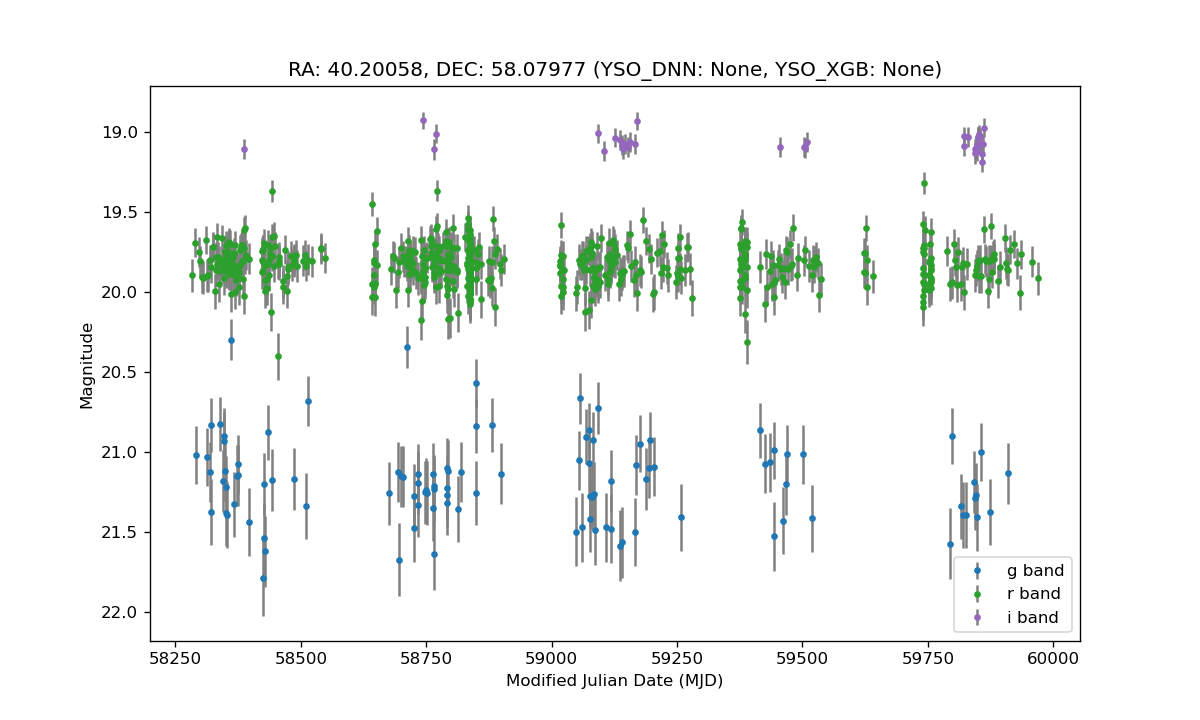 RA: 40.20058, DEC: 58.07977 (YSO_DNN: None, YSO_XGB: None)
Magnitude
19.0
19.5
20.0
20.5
21.0
21.5
22.0
g band
r band
i band
58250 58500 58750 59000 59250 59500 59750 60000
Modified Julian Date (MJD)